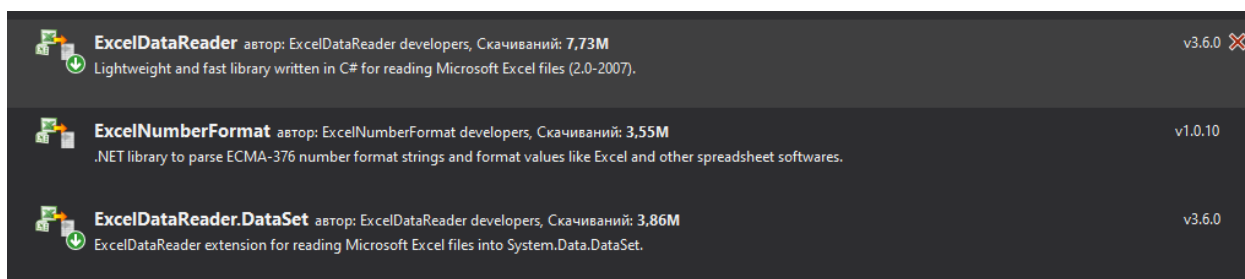 ExcelDataReader автор: ExcelDataReader developers, Скачиваний: 7,73M v3.6.0
Lightweight and fast library written in C# for reading Microsoft Excel files (2.0-2007).
ExcelNumberFormat автор: ExcelNumberFormat developers, Скачиваний: 3,55M v1.0.10
.NET library to parse ECMA-376 number format strings and format values like Excel and other spreadsheet softwares.
ExcelDataReader.DataSet автор: ExcelDataReader developers, Скачиваний: 3,86M v3.6.0
ExcelDataReader extension for reading Microsoft Excel files into System.Data.DataSet.